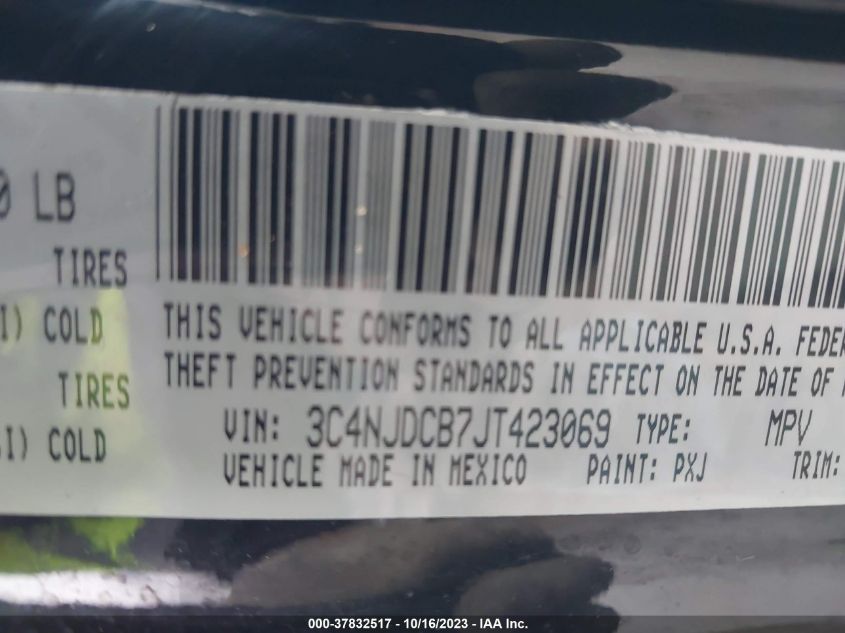 0 LB
TIRES
I) COLD
TIRES
I) COLD
THIS VEHICLE CONFORMS TO ALL APPLICABLE U.S.A. FEDER
THEFT PREVENTION STANDARDS IN EFFECT ON THE DATE OF
VIN: 3C4NJDCB7JT423069 TYPE: MPV
VEHICLE MADE IN MEXICO PAINT: PXJ TRIM:
000-37832517 - 10/16/2023 - IAA Inc.